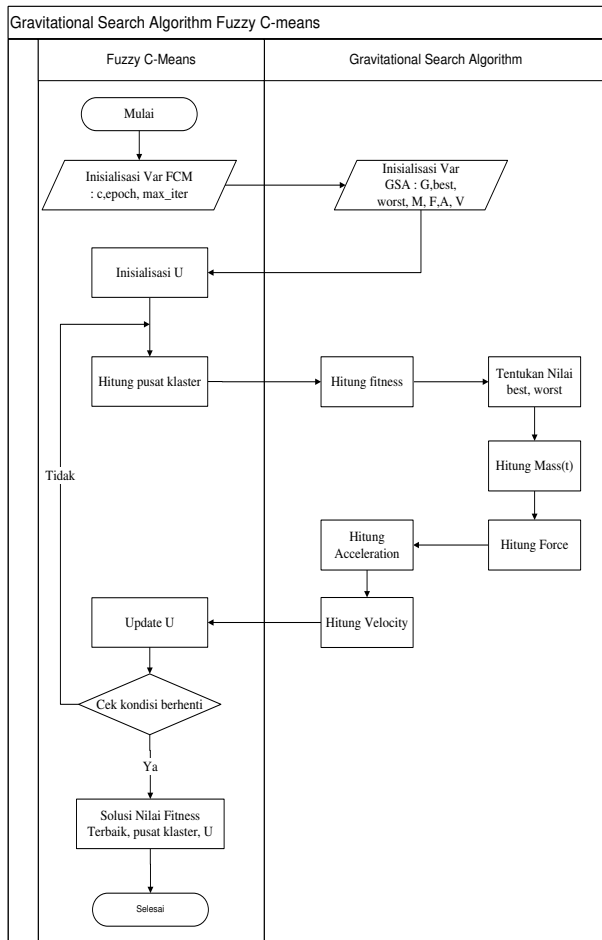 Gravitational Search Algorithm Fuzzy C-means
Fuzzy C-Means
Gravitational Search Algorithm
Mulai
Inisialisasi Var FCM
: c,epoch, max_iter
Inisialisasi Var
GSA : G,best,
worst, M, F,A, V
Inisialisasi U
Hitung pusat klaster
Hitung fitness
Tentukan Nilai
best, worst
Tidak
Hitung Mass(t)
Hitung Force
Hitung
Acceleration
Hitung Velocity
Update U
Cek kondisi berhenti
Ya
Solusi Nilai Fitness
Terbaik, pusat klaster, U
Selesai